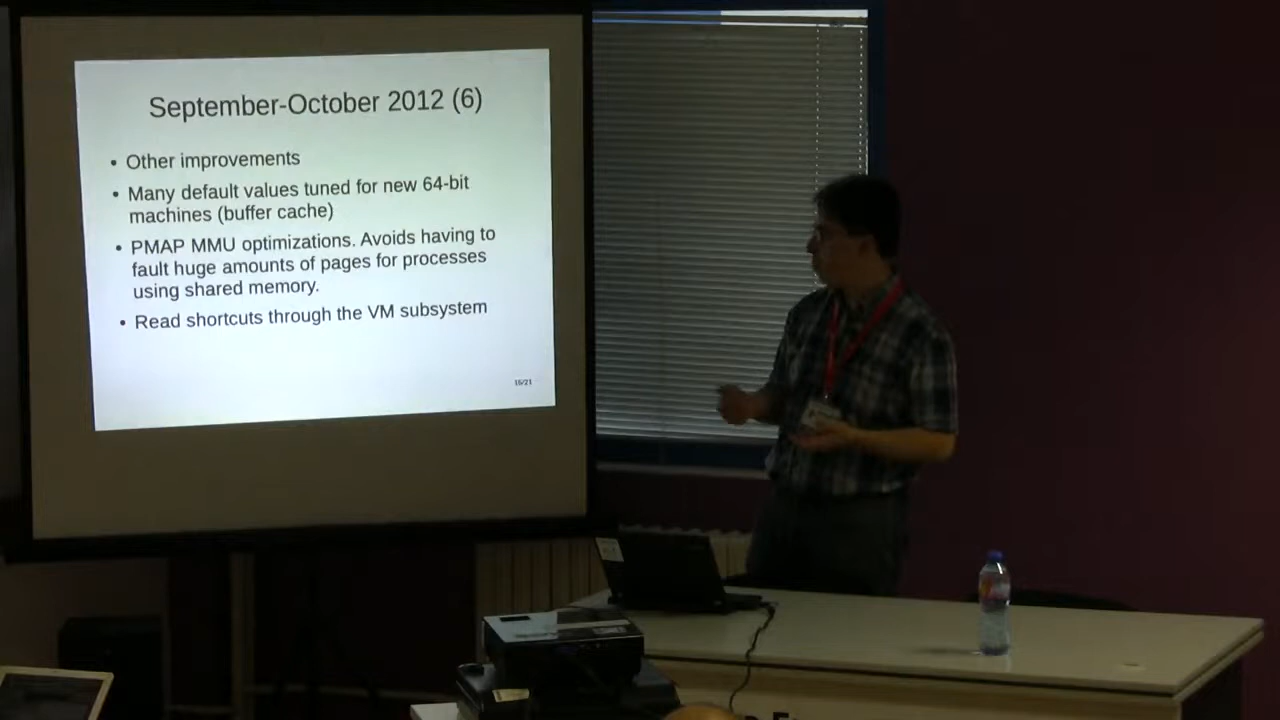 September-October 2012 (6)
• Other improvements
• Many default values tuned for new 64-bit
machines (buffer cache)
• PMAP MMU optimizations. Avoids having to
fault huge amounts of pages for processes
using shared memory.
• Read shortcuts through the VM subsystem
15/21